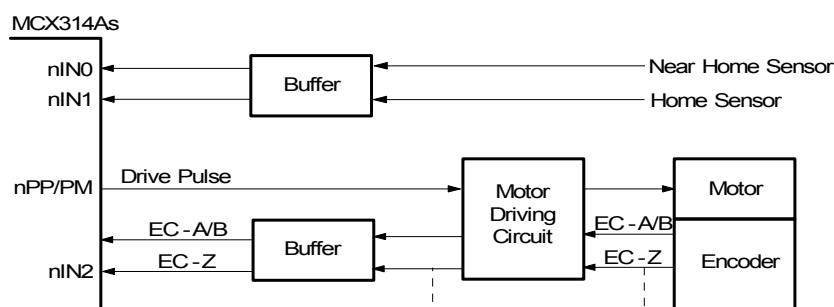 MCX314As
nIN0
Buffer
Near Home Sensor
nIN1
Home Sensor
nPP/PM
Drive Pulse
Motor
Driving
Circuit
Motor
EC-A/B
Buffer
EC-A/B
nIN2
EC-Z
EC-Z
Encoder